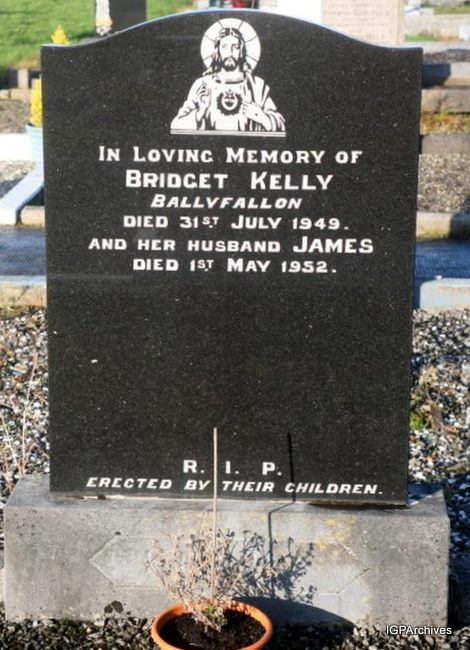 In Loving Memory of
Bridget Kelly
Ballyfallon
died 31st July 1949.
and her husband James
died 1st May 1952.
R. I. P.
erected by their children.
IGPArchives